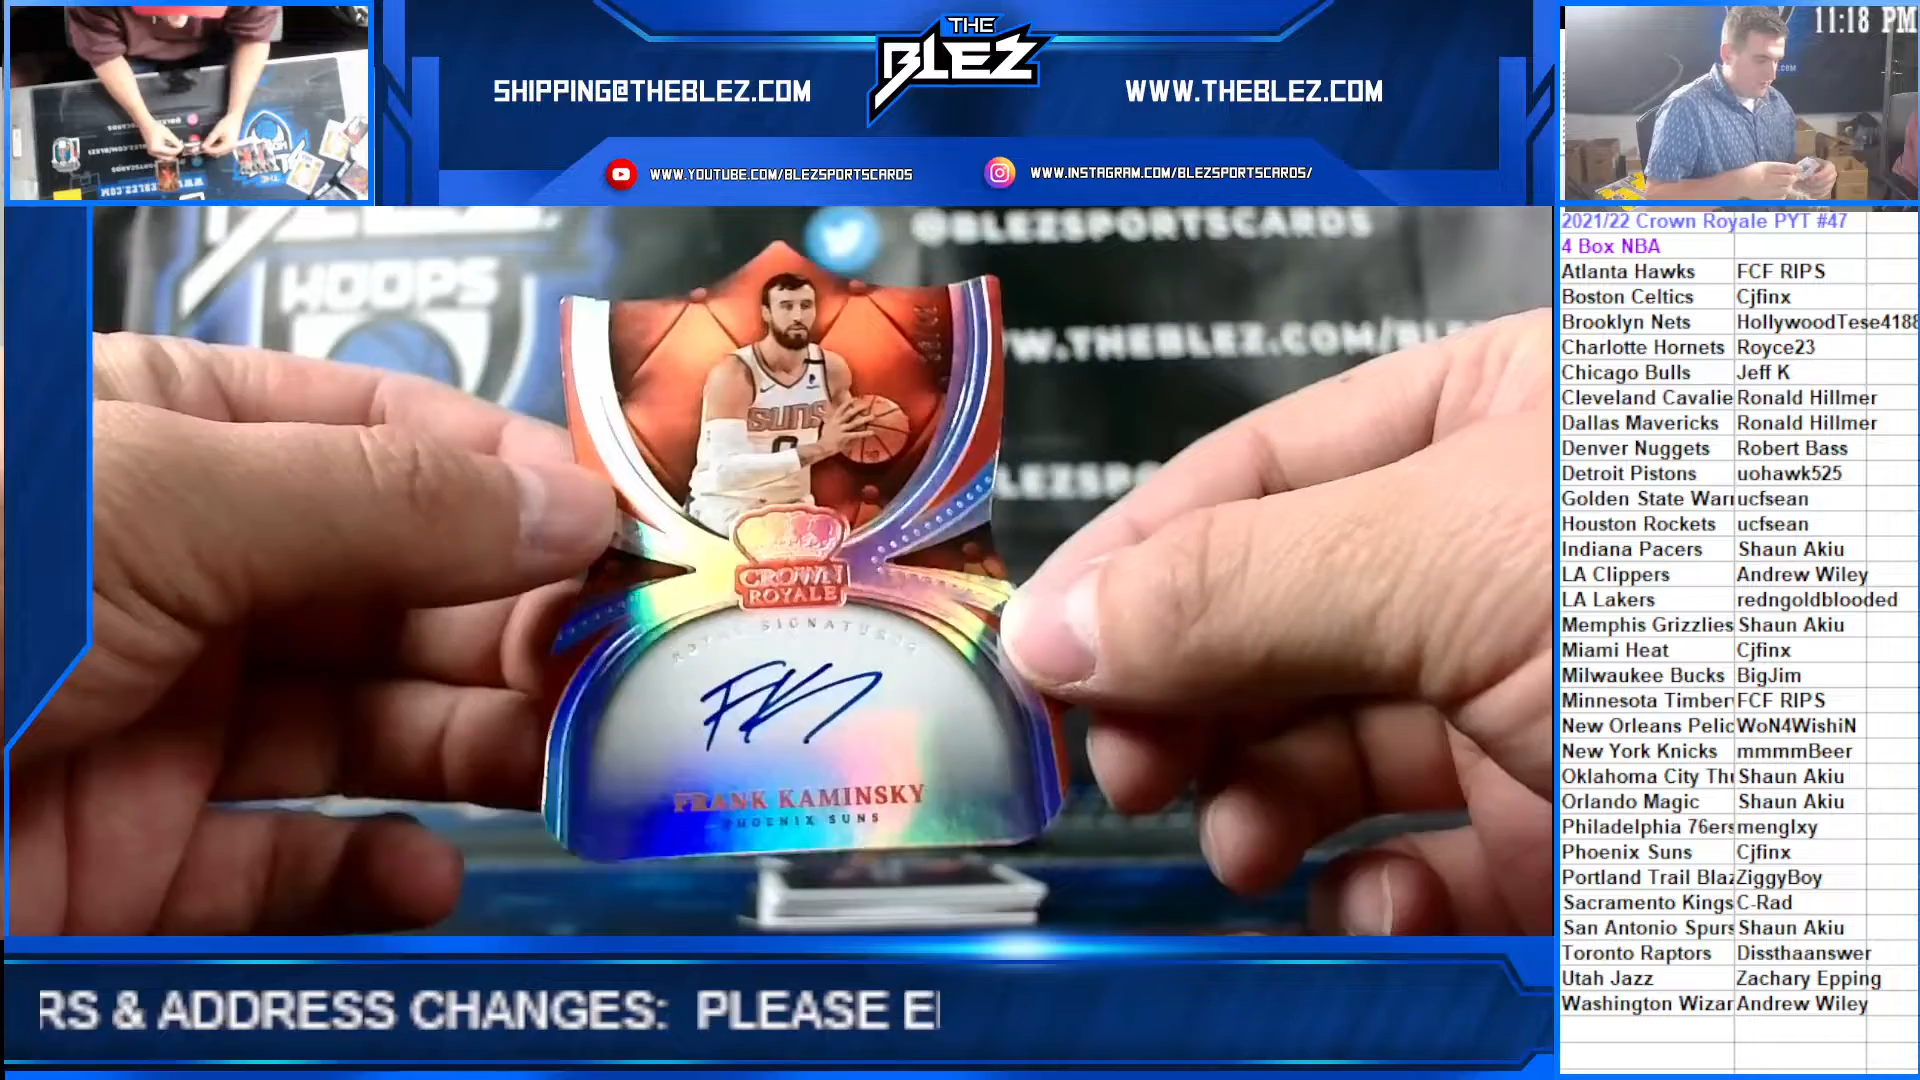 THE
BLEZ
SHIPPING@THEBLEZ.COM
WWW.THEBLEZ.COM
WWW.YOUTUBE.COM/BLEZSPORTSCARDS
WWW.INSTAGRAM.COM/BLEZSPORTSCARDS/
11:18 PM
@BLEZSPORTSCARDS
HOOPS
W.THEBLEZ.COM/BL
SUNS
CROWN
ROYALE
ROYAL SIGNATURES
FRANK KAMINSKY
PHOENIX SUNS
RS & ADDRESS CHANGES: PLEASE E
2021/22 Crown Royale PYT #47
4 Box NBA
Atlanta Hawks FCF RIPS
Boston Celtics Cjfinx
Brooklyn Nets HollywoodTese4188
Charlotte Hornets Royce23
Chicago Bulls Jeff K
Cleveland Cavalie Ronald Hillmer
Dallas Mavericks Ronald Hillmer
Denver Nuggets Robert Bass
Detroit Pistons uohawk525
Golden State Warr ucfsean
Houston Rockets ucfsean
Indiana Pacers Shaun Akiu
LA Clippers Andrew Wiley
LA Lakers redngoldblooded
Memphis Grizzlies Shaun Akiu
Miami Heat Cjfinx
Milwaukee Bucks BigJim
Minnesota Timber FCF RIPS
New Orleans Pelic WoN4WishiN
New York Knicks mmmmBeer
Oklahoma City Thu Shaun Akiu
Orlando Magic Shaun Akiu
Philadelphia 76ers menglxy
Phoenix Suns Cjfinx
Portland Trail Blaz ZiggyBoy
Sacramento Kings C-Rad
San Antonio Spurs Shaun Akiu
Toronto Raptors Dissthaanswer
Utah Jazz Zachary Epping
Washington Wizar Andrew Wiley